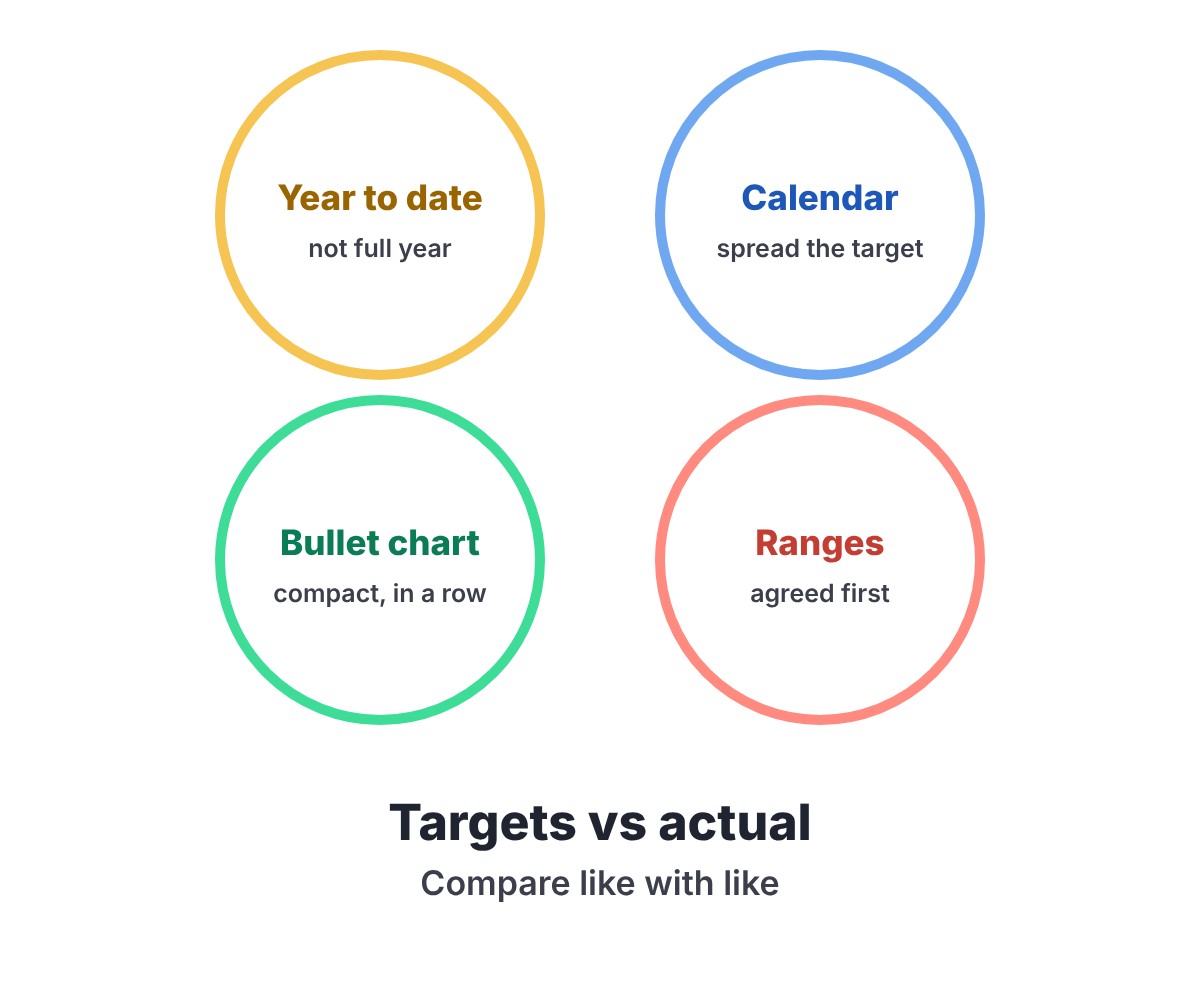 Year to date
not full year
Calendar
spread the target
Bullet chart
compact, in a row
Ranges
agreed first
Targets vs actual
Compare like with like